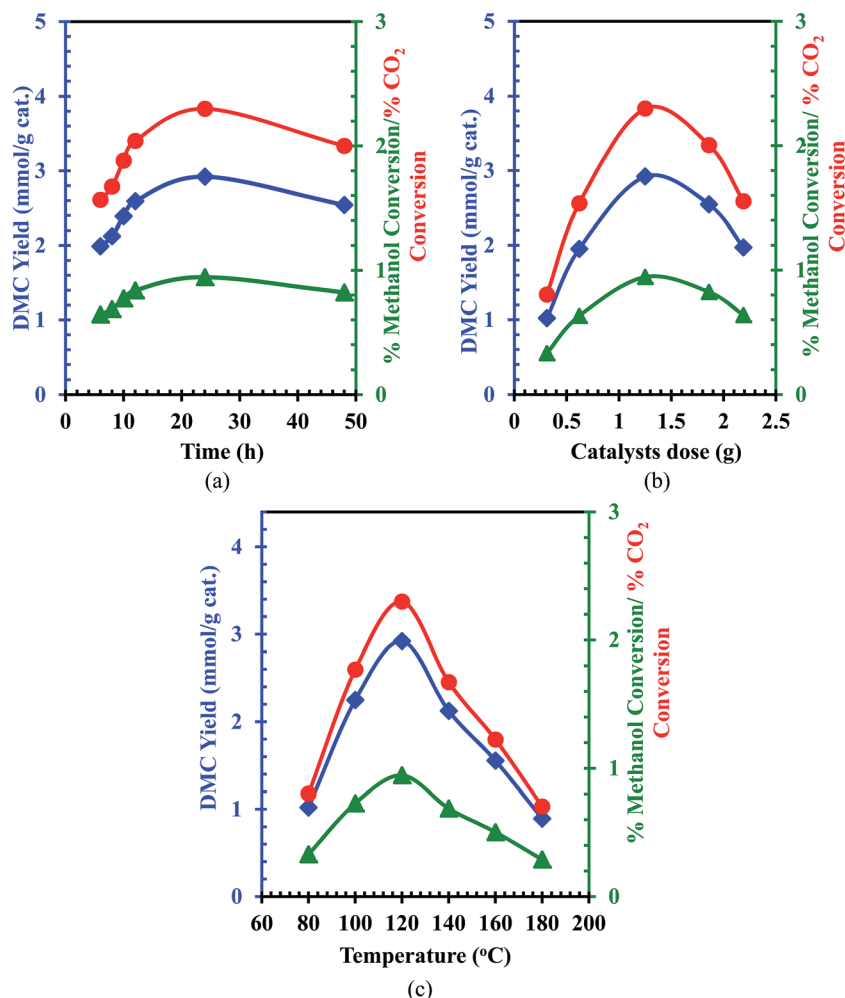 DMC Yield (mmol/g cat.)
5
4
3
2
1
0
0 10 20 30 40 50
Time (h)
3
2
1
0
% Methanol Conversion/ % CO2
Conversion
(a)
DMC Yield (mmol/g cat.)
5
4
3
2
1
0
0 0.5 1 1.5 2 2.5
Catalysts dose (g)
3
2
1
0
% Methanol Conversion/ % CO2
Conversion
(b)
DMC Yield (mmol/g cat.)
4
3
2
1
0
60 80 100 120 140 160 180 200
Temperature (oC)
3
2
1
0
% Methanol Conversion/ % CO2
Conversion
(c)